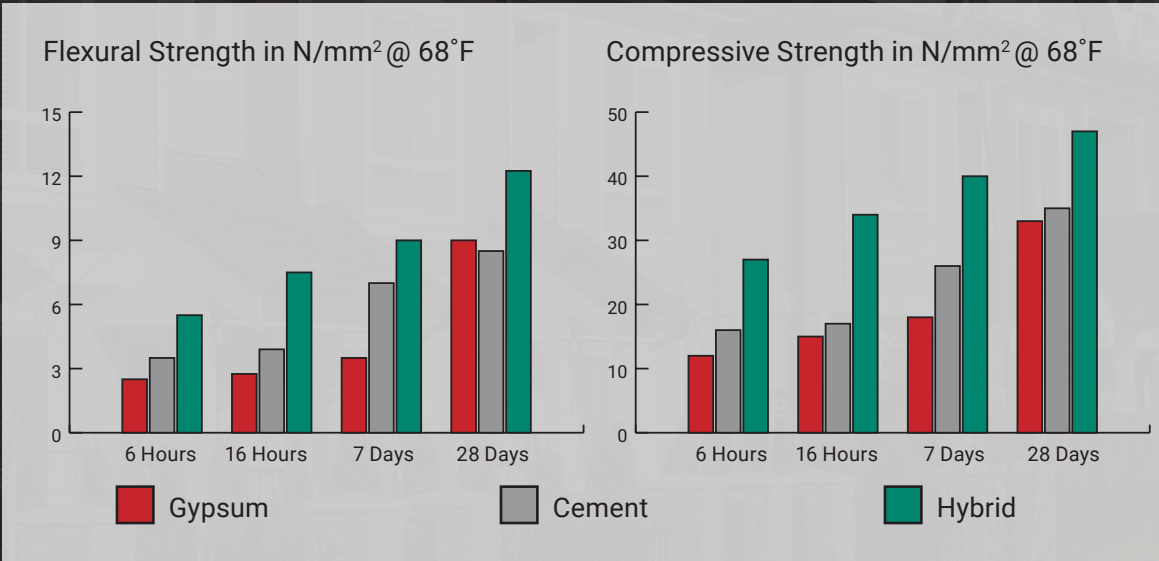 Flexural Strength in N/mm² @ 68˚F
15
12
9
6
3
0
6 Hours 16 Hours 7 Days 28 Days
Compressive Strength in N/mm² @ 68˚F
50
40
30
20
10
0
6 Hours 16 Hours 7 Days 28 Days
Gypsum Cement Hybrid